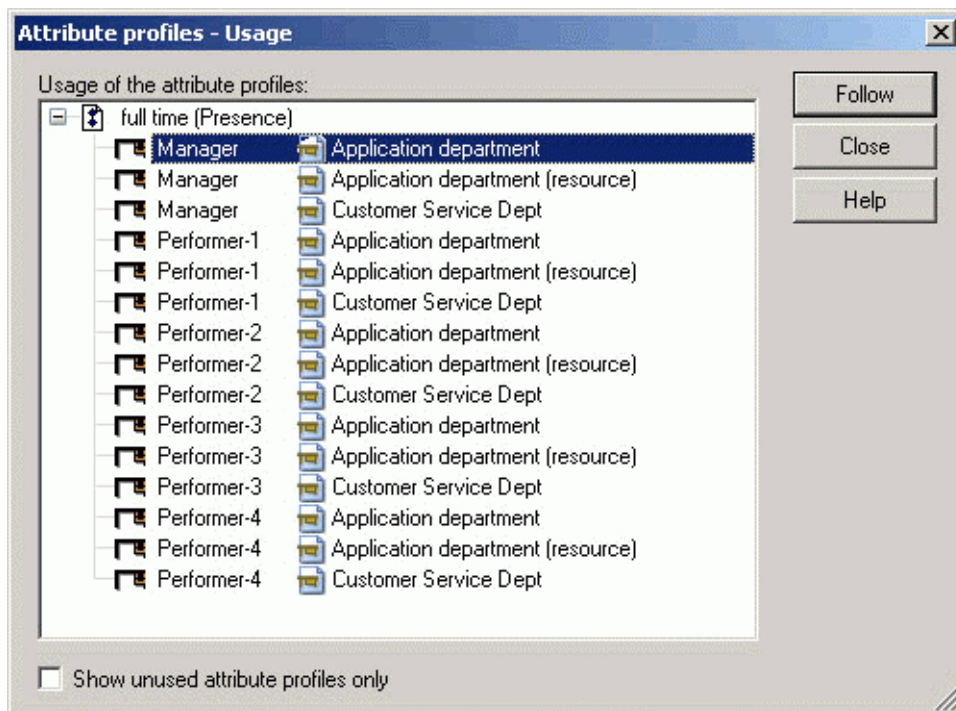 Attribute profiles - Usage
Usage of the attribute profiles:
full time (Presence)
Manager Application department
Manager Application department (resource)
Manager Customer Service Dept
Performer-1 Application department
Performer-1 Application department (resource)
Performer-1 Customer Service Dept
Performer-2 Application department
Performer-2 Application department (resource)
Performer-2 Customer Service Dept
Performer-3 Application department
Performer-3 Application department (resource)
Performer-3 Customer Service Dept
Performer-4 Application department
Performer-4 Application department (resource)
Performer-4 Customer Service Dept
Show unused attribute profiles only
Follow
Close
Help